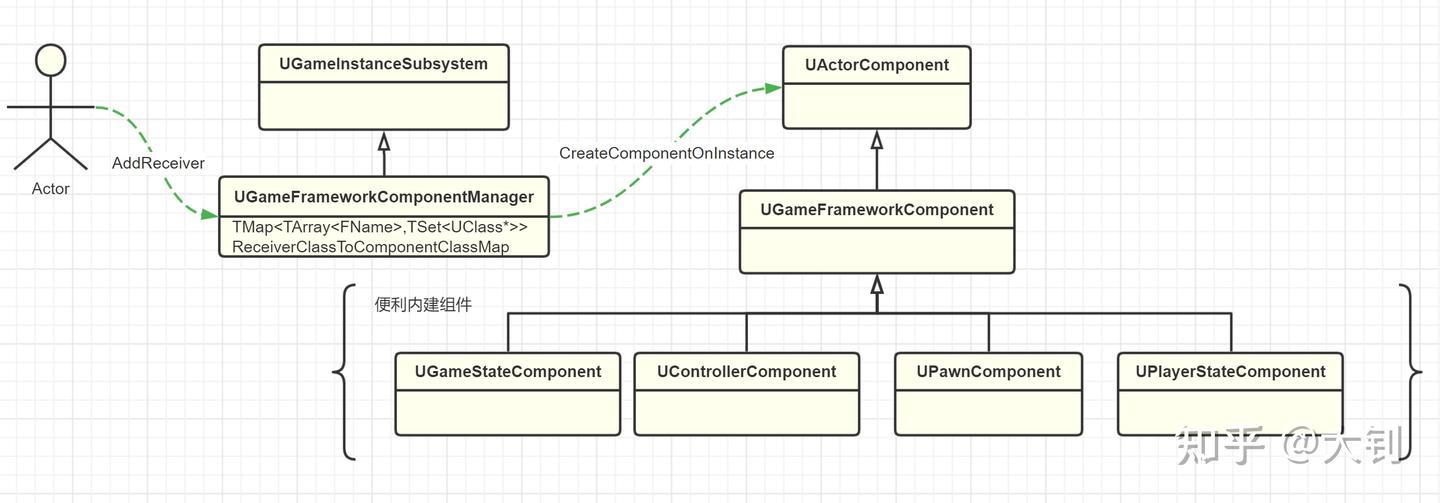 UGameInstanceSubsystem
UActorComponent
AddReceiver
CreateComponentOnInstance
Actor
UGameFrameworkComponentManager
TMap<TArray<FName>,TSet<UClass*>>
ReceiverClassToComponentClassMap
UGameFrameworkComponent
便利内建组件
UGameStateComponent
UControllerComponent
UPawnComponent
UPlayerStateComponent
知乎 @大钊